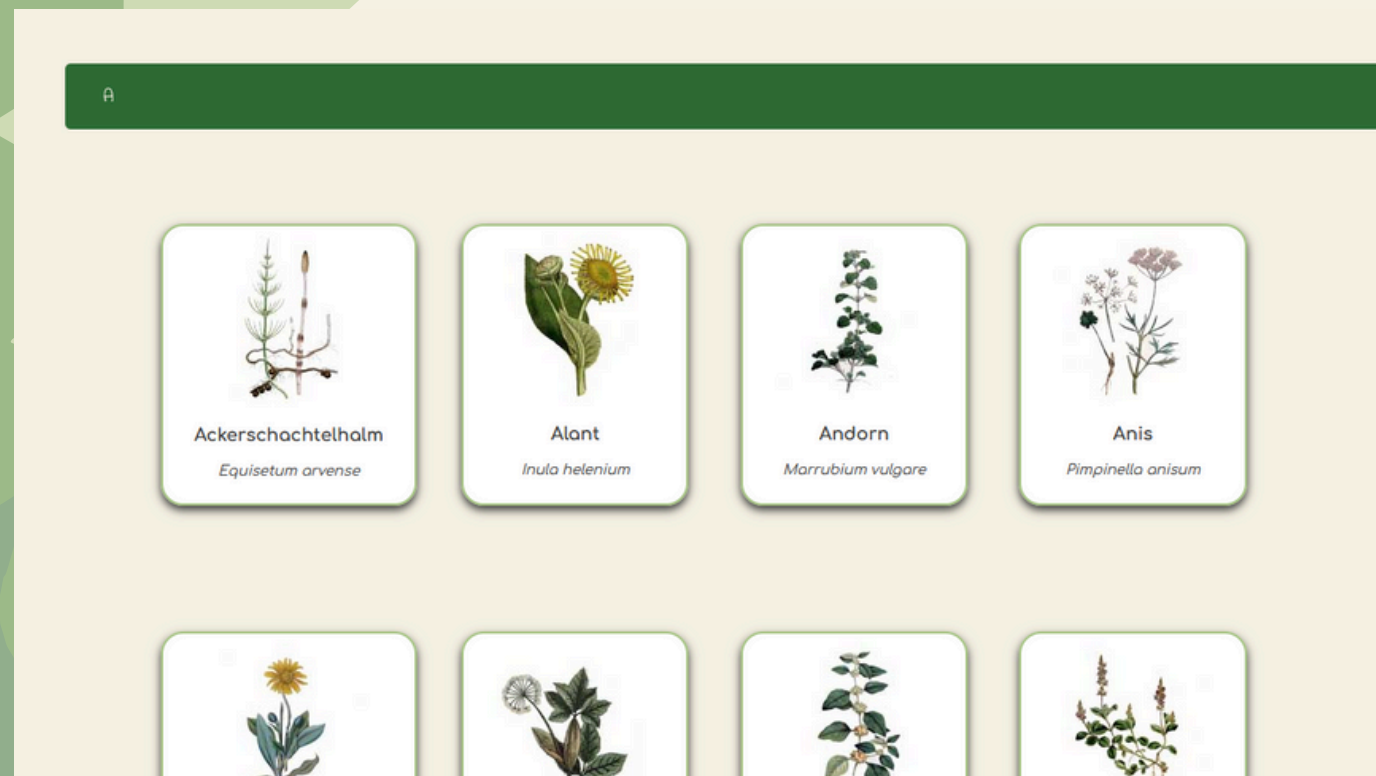 A
Ackerschachtelhalm
Equisetum arvense
Alant
Inula helenium
Andorn
Marrubium vulgare
Anis
Pimpinella anisum